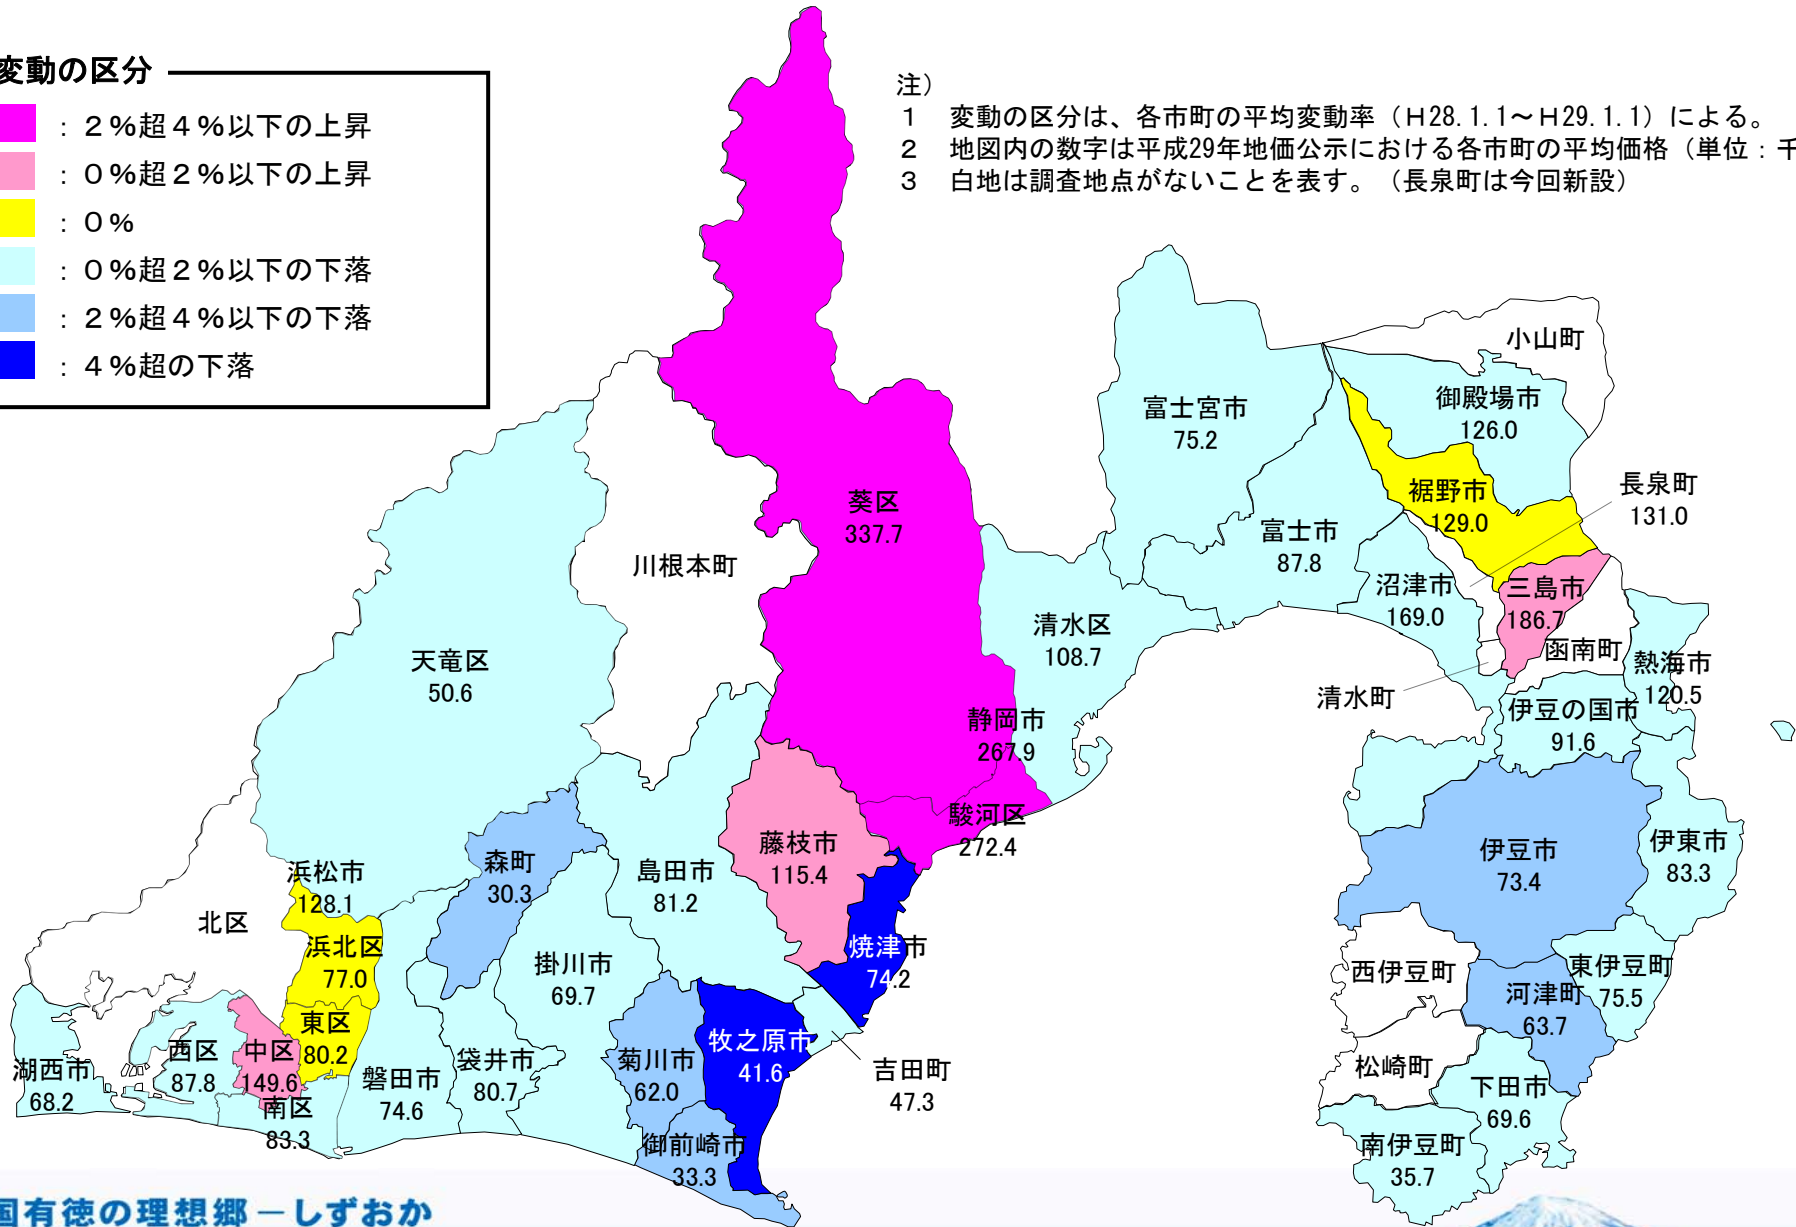 変動の区分
：２％超４％以下の上昇
：０％超２％以下の上昇
：０％
：０％超２％以下の下落
：２％超４％以下の下落
：４％超の下落
注）
1 変動の区分は、各市町の平均変動率（Ｈ28.1.1～Ｈ29.1.1）による。
2 地図内の数字は平成29年地価公示における各市町の平均価格（単位：千
3 白地は調査地点がないことを表す。（長泉町は今回新設）
小山町
御殿場市
126.0
富士宮市
75.2
裾野市
129.0
長泉町
131.0
葵区
337.7
富士市
87.8
川根本町
沼津市
169.0
三島市
186.7
清水区
108.7
函南町
熱海市
120.5
天竜区
50.6
清水町
静岡市
267.9
伊豆の国市
91.6
駿河区
272.4
藤枝市
115.4
伊豆市
73.4
伊東市
83.3
森町
30.3
島田市
81.2
浜松市
128.1
北区
浜北区
77.0
焼津市
74.2
掛川市
69.7
西伊豆町
東伊豆町
75.5
河津町
63.7
東区
80.2
牧之原市
41.6
西区
87.8
中区
149.6
湖西市
68.2
袋井市
80.7
菊川市
62.0
磐田市
74.6
吉田町
47.3
松崎町
下田市
69.6
南区
83.3
御前崎市
33.3
南伊豆町
35.7
国有徳の理想郷－しずおか